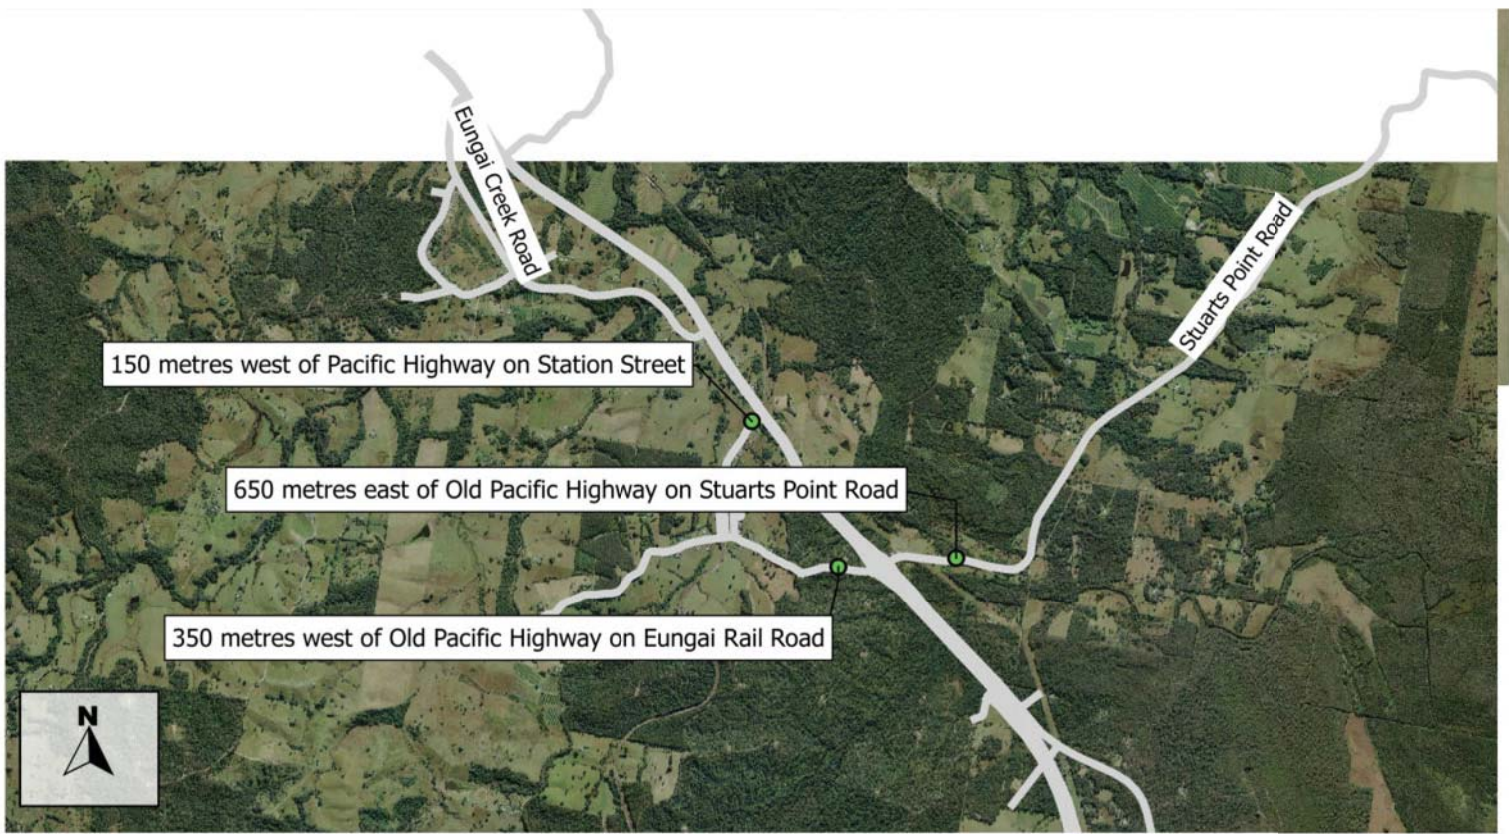 Eungai Creek Road
Stuarts Point Road
150 metres west of Pacific Highway on Station Street
650 metres east of Old Pacific Highway on Stuarts Point Road
350 metres west of Old Pacific Highway on Eungai Rail Road
N